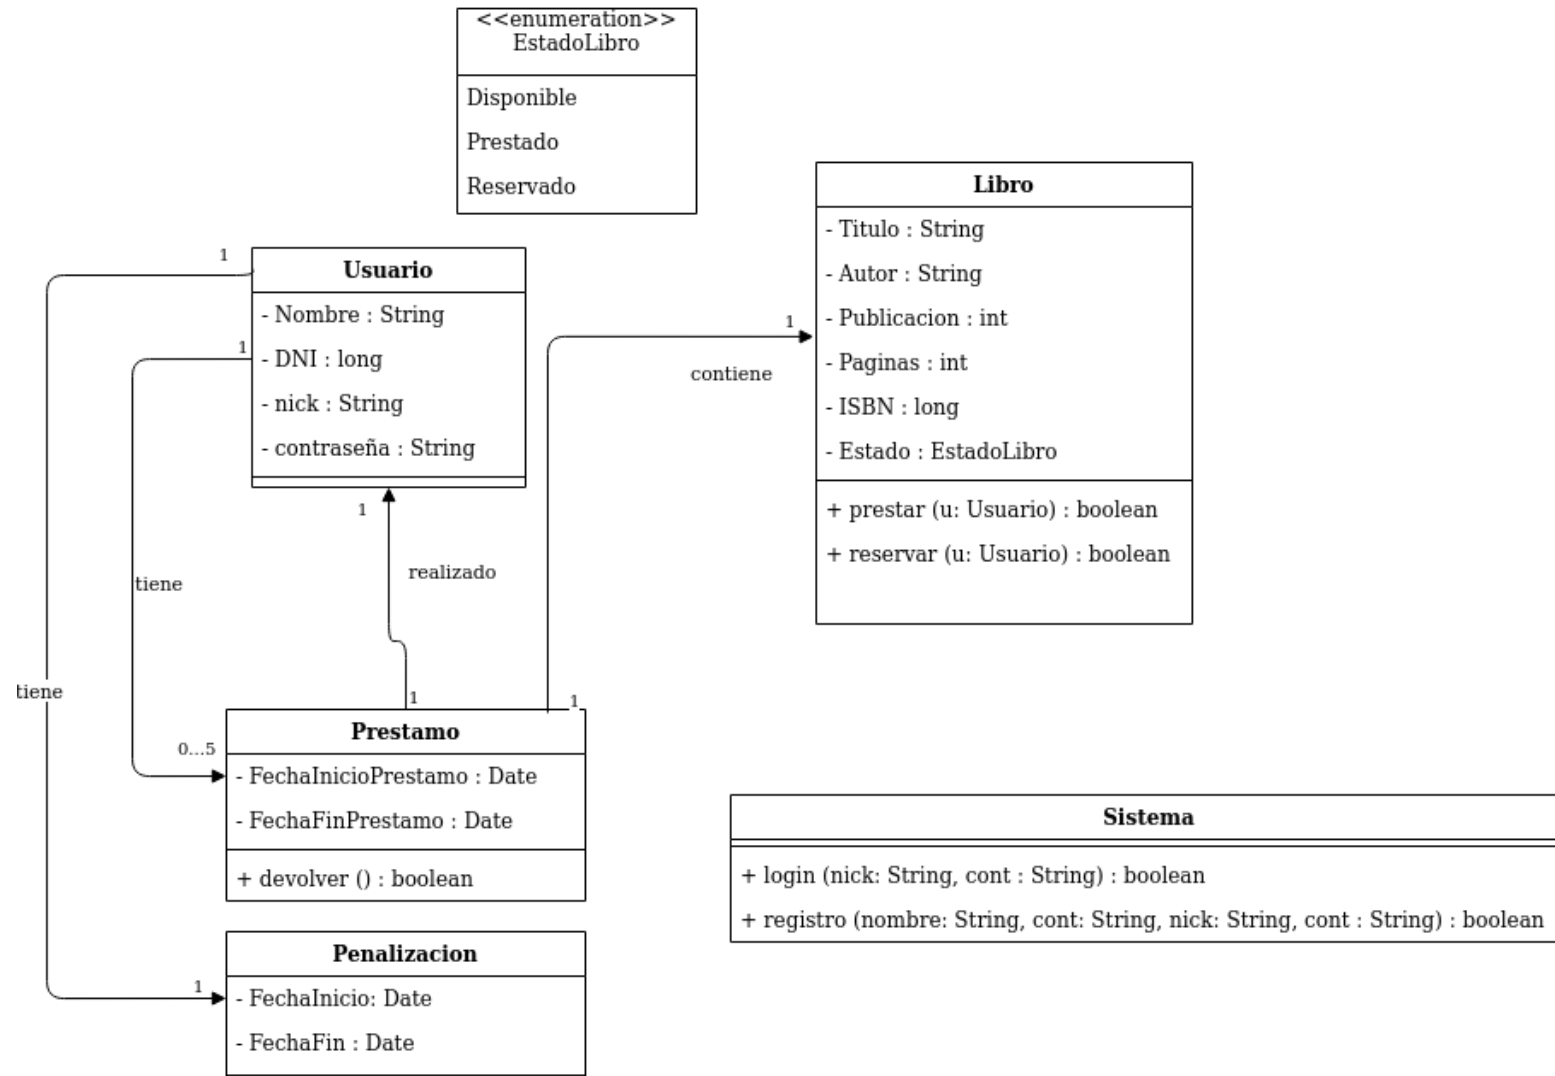 <<enumeration>>
EstadoLibro
Disponible
Prestado
Reservado
Libro
- Titulo : String
- Autor : String
- Publicacion : int
- Paginas : int
- ISBN : long
- Estado : EstadoLibro
+ prestar (u: Usuario) : boolean
+ reservar (u: Usuario) : boolean
1
Usuario
- Nombre : String
- DNI : long
- nick : String
- contraseña : String
1
1
contiene
1
realizado
tiene
tiene
1
1
Prestamo
- FechaInicioPrestamo : Date
- FechaFinPrestamo : Date
+ devolver () : boolean
0...5
Sistema
+ login (nick: String, cont : String) : boolean
+ registro (nombre: String, cont: String, nick: String, cont : String) : boolean
Penalizacion
- FechaInicio: Date
- FechaFin : Date
1